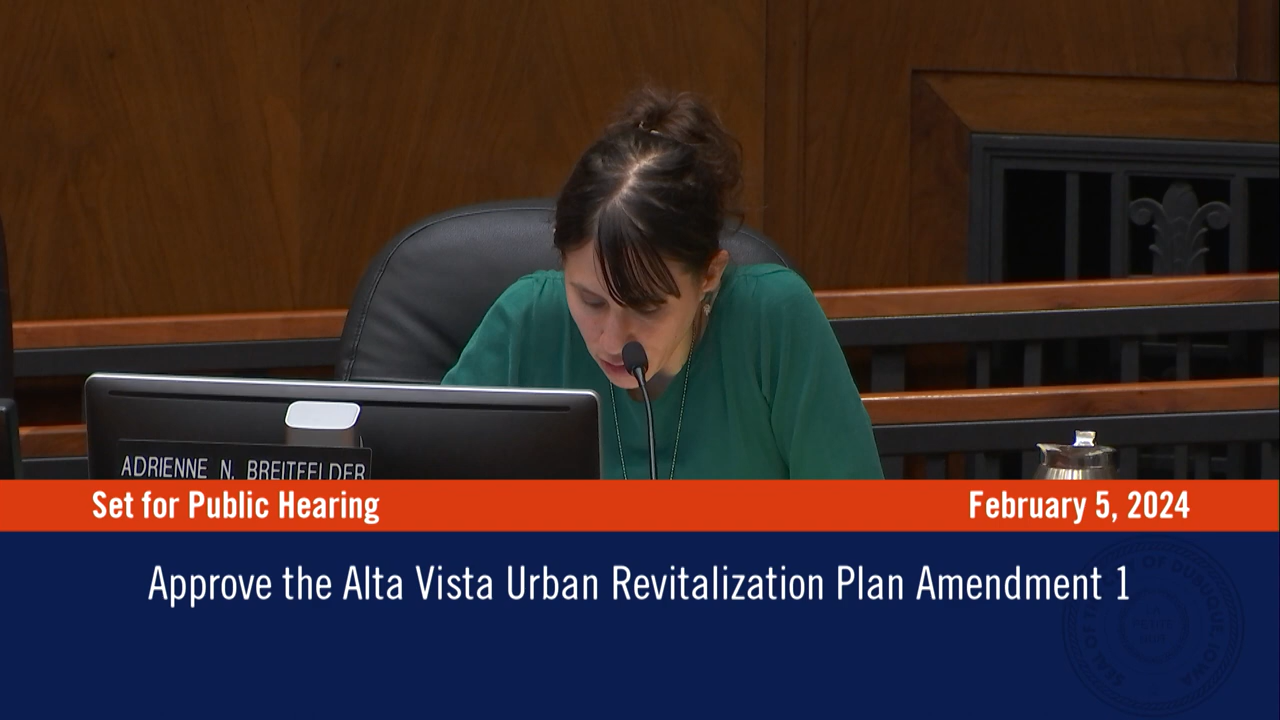 ADRIENNE N. BREITFELDER
Set for Public Hearing
February 5, 2024
Approve the Alta Vista Urban Revitalization Plan Amendment 1